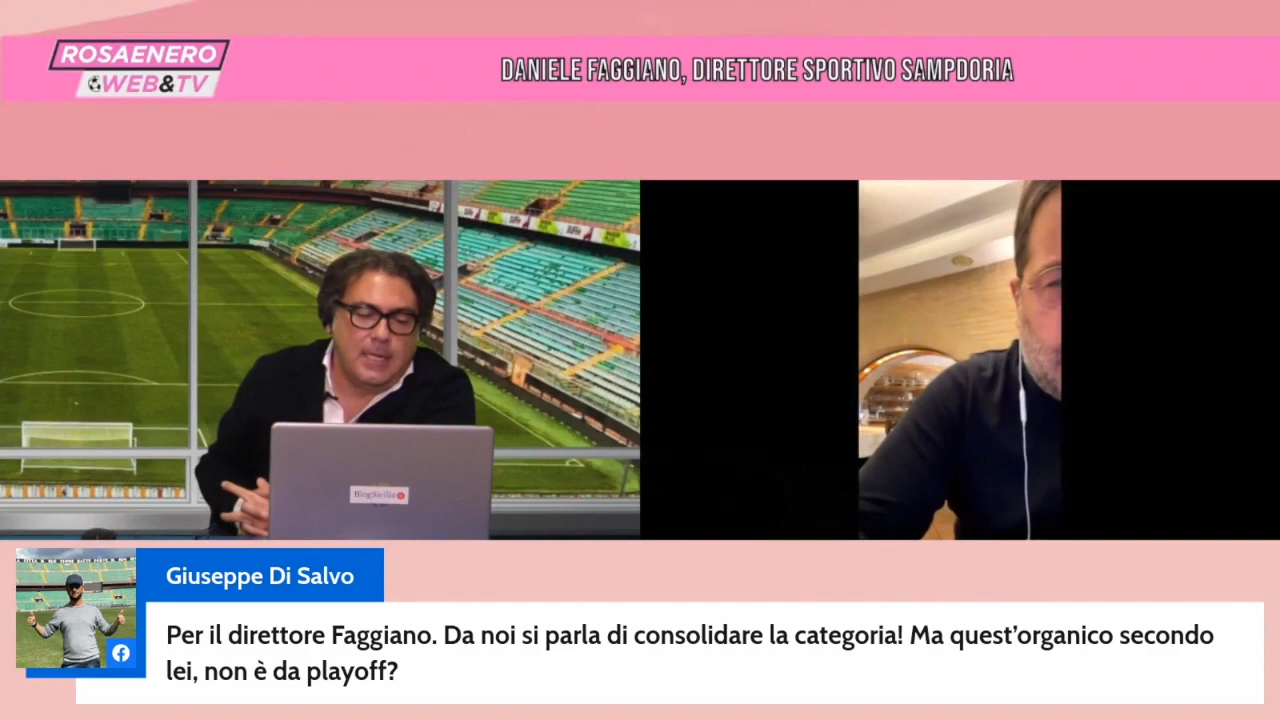 ROSAENERO
WEB&TV
DANIELE FAGGIANO, DIRETTORE SPORTIVO SAMPDORIA
BlogSicilia
Giuseppe Di Salvo
Per il direttore Faggiano. Da noi si parla di consolidare la categoria! Ma quest’organico secondo
lei, non è da playoff?